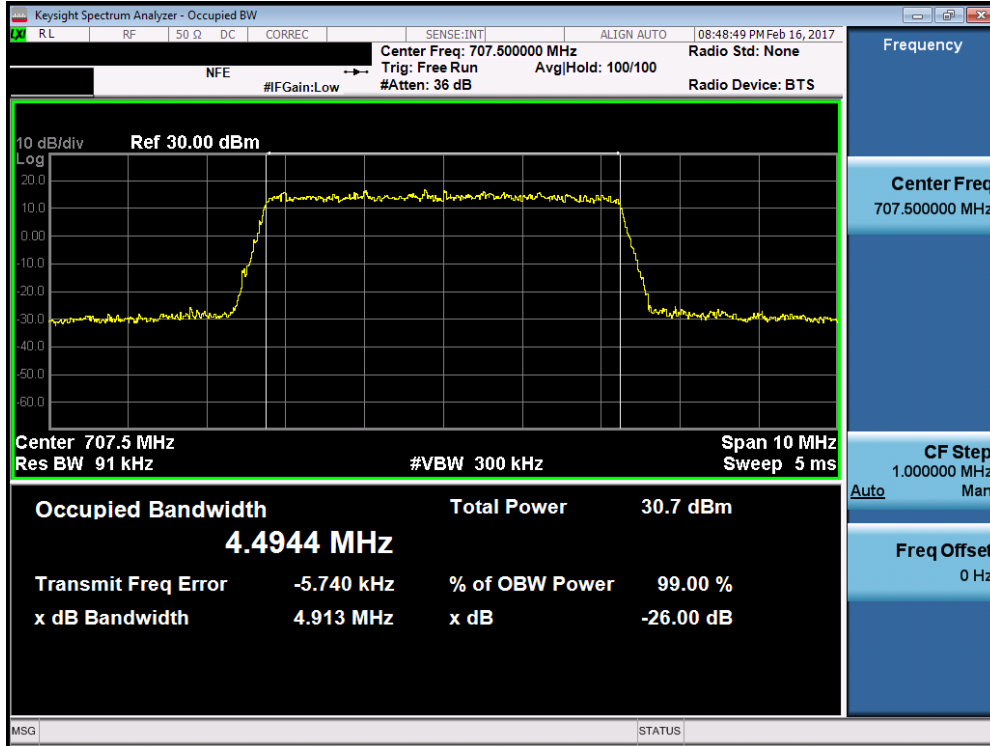 Keysight Spectrum Analyzer - Occupied BW
LXI RL RF 50 Ω DC CORREC SENSE:INT ALIGN AUTO 08:48:49 PM Feb 16, 2017
Center Freq: 707.500000 MHz Radio Std: None
NFE Trig: Free Run Avg|Hold: 100/100
#IFGain:Low #Atten: 36 dB Radio Device: BTS
10 dB/div Ref 30.00 dBm
Log
20.0
10.0
0.00
-10.0
-20.0
-30.0
-40.0
-50.0
-60.0
Center 707.5 MHz Span 10 MHz
Res BW 91 kHz #VBW 300 kHz Sweep 5 ms
Occupied Bandwidth Total Power 30.7 dBm
4.4944 MHz
Transmit Freq Error -5.740 kHz % of OBW Power 99.00 %
x dB Bandwidth 4.913 MHz x dB -26.00 dB
MSG STATUS
Frequency
Center Freq
707.500000 MHz
CF Step
1.000000 MHz
Auto Man
Freq Offset
0 Hz